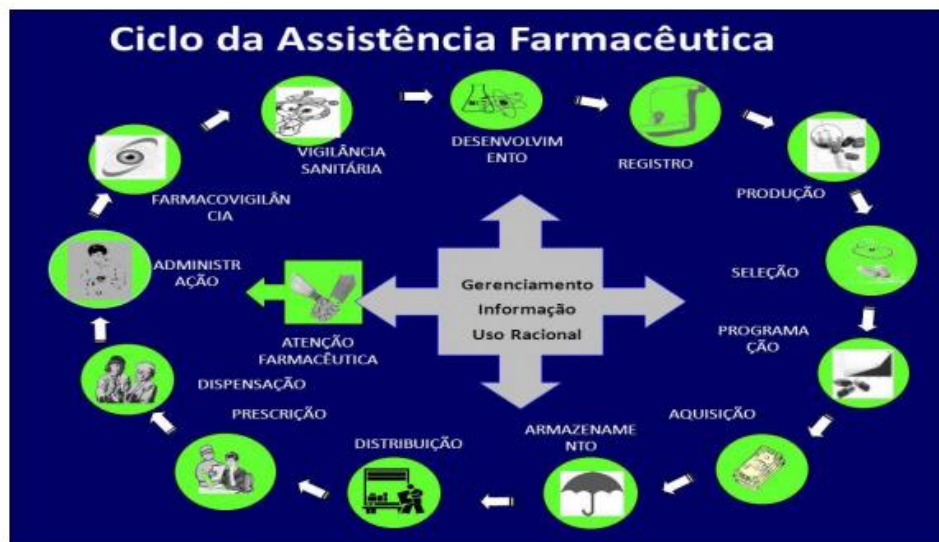 Ciclo da Assistência Farmacêutica
VIGILÂNCIA
SANITÁRIA
DESENVOLVIM
ENTO
REGISTRO
PRODUÇÃO
SELEÇÃO
PROGRAMA
ÇÃO
AQUISIÇÃO
ARMAZENAME
NTO
DISTRIBUIÇÃO
PRESCRIÇÃO
DISPENSAÇÃO
ADMINISTR
AÇÃO
FARMACOVIGILÂN
CIA
ATENÇÃO
FARMACÊUTICA
Gerenciamento
Informação
Uso Racional